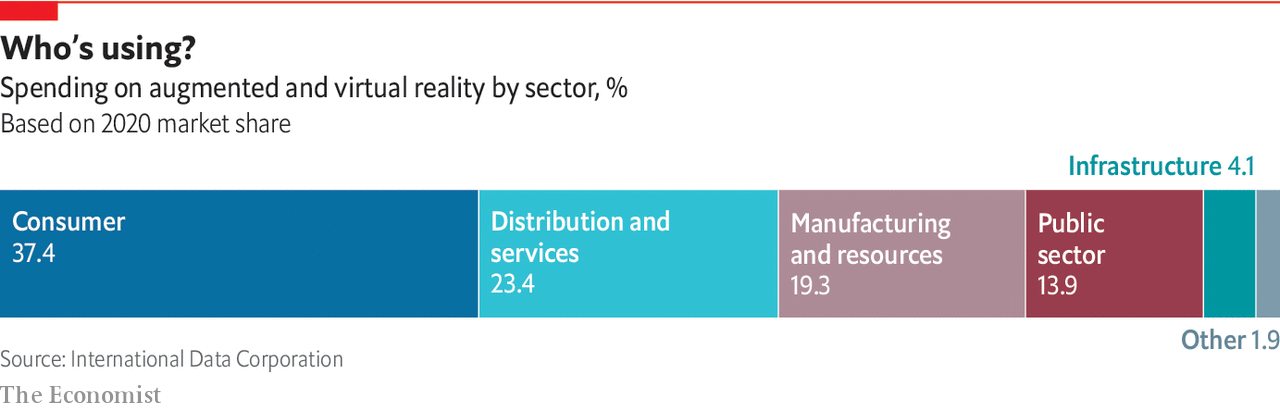 Who’s using?
Spending on augmented and virtual reality by sector, %
Based on 2020 market share
Infrastructure 4.1
Consumer
37.4
Distribution and
services
23.4
Manufacturing
and resources
19.3
Public
sector
13.9
Other 1.9
Source: International Data Corporation
The Economist